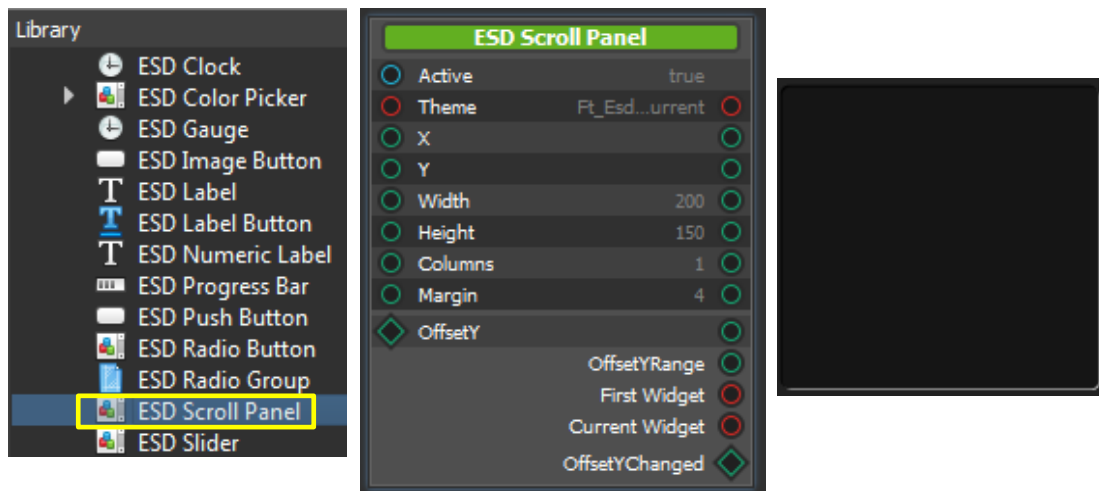 Library
ESD Clock
ESD Color Picker
ESD Gauge
ESD Image Button
ESD Label
ESD Label Button
ESD Numeric Label
ESD Progress Bar
ESD Push Button
ESD Radio Button
ESD Radio Group
ESD Scroll Panel
ESD Slider
ESD Scroll Panel
Active true
Theme Ft_Esd...urrent
X
Y
Width 200
Height 150
Columns 1
Margin 4
OffsetY
OffsetYRange
First Widget
Current Widget
OffsetYChanged